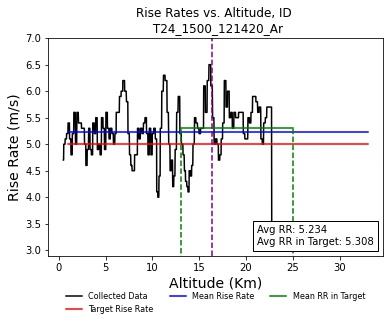 Rise Rates vs. Altitude, ID
T24_1500_121420_Ar
Rise Rate (m/s)
7.0
6.5
6.0
5.5
5.0
4.5
4.0
3.5
3.0
Avg RR: 5.234
Avg RR in Target: 5.308
0 5 10 15 20 25 30
Altitude (Km)
Collected Data Mean Rise Rate Mean RR in Target
Target Rise Rate